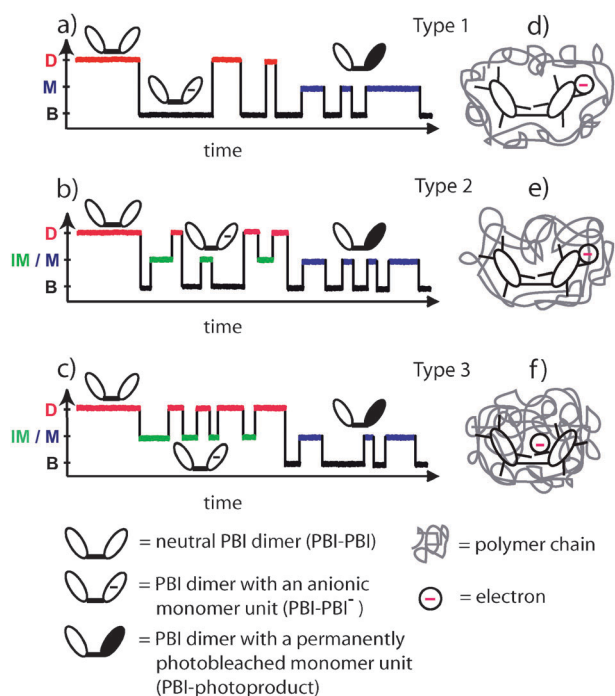 a)
Type 1
d)
D
M
B
time
b)
Type 2
e)
D
IM / M
B
time
c)
Type 3
f)
D
IM / M
B
time
= neutral PBI dimer (PBI-PBI)
= polymer chain
= PBI dimer with an anionic
monomer unit (PBI-PBI⁻)
= electron
= PBI dimer with a permanently
photobleached monomer unit
(PBI-photoproduct)